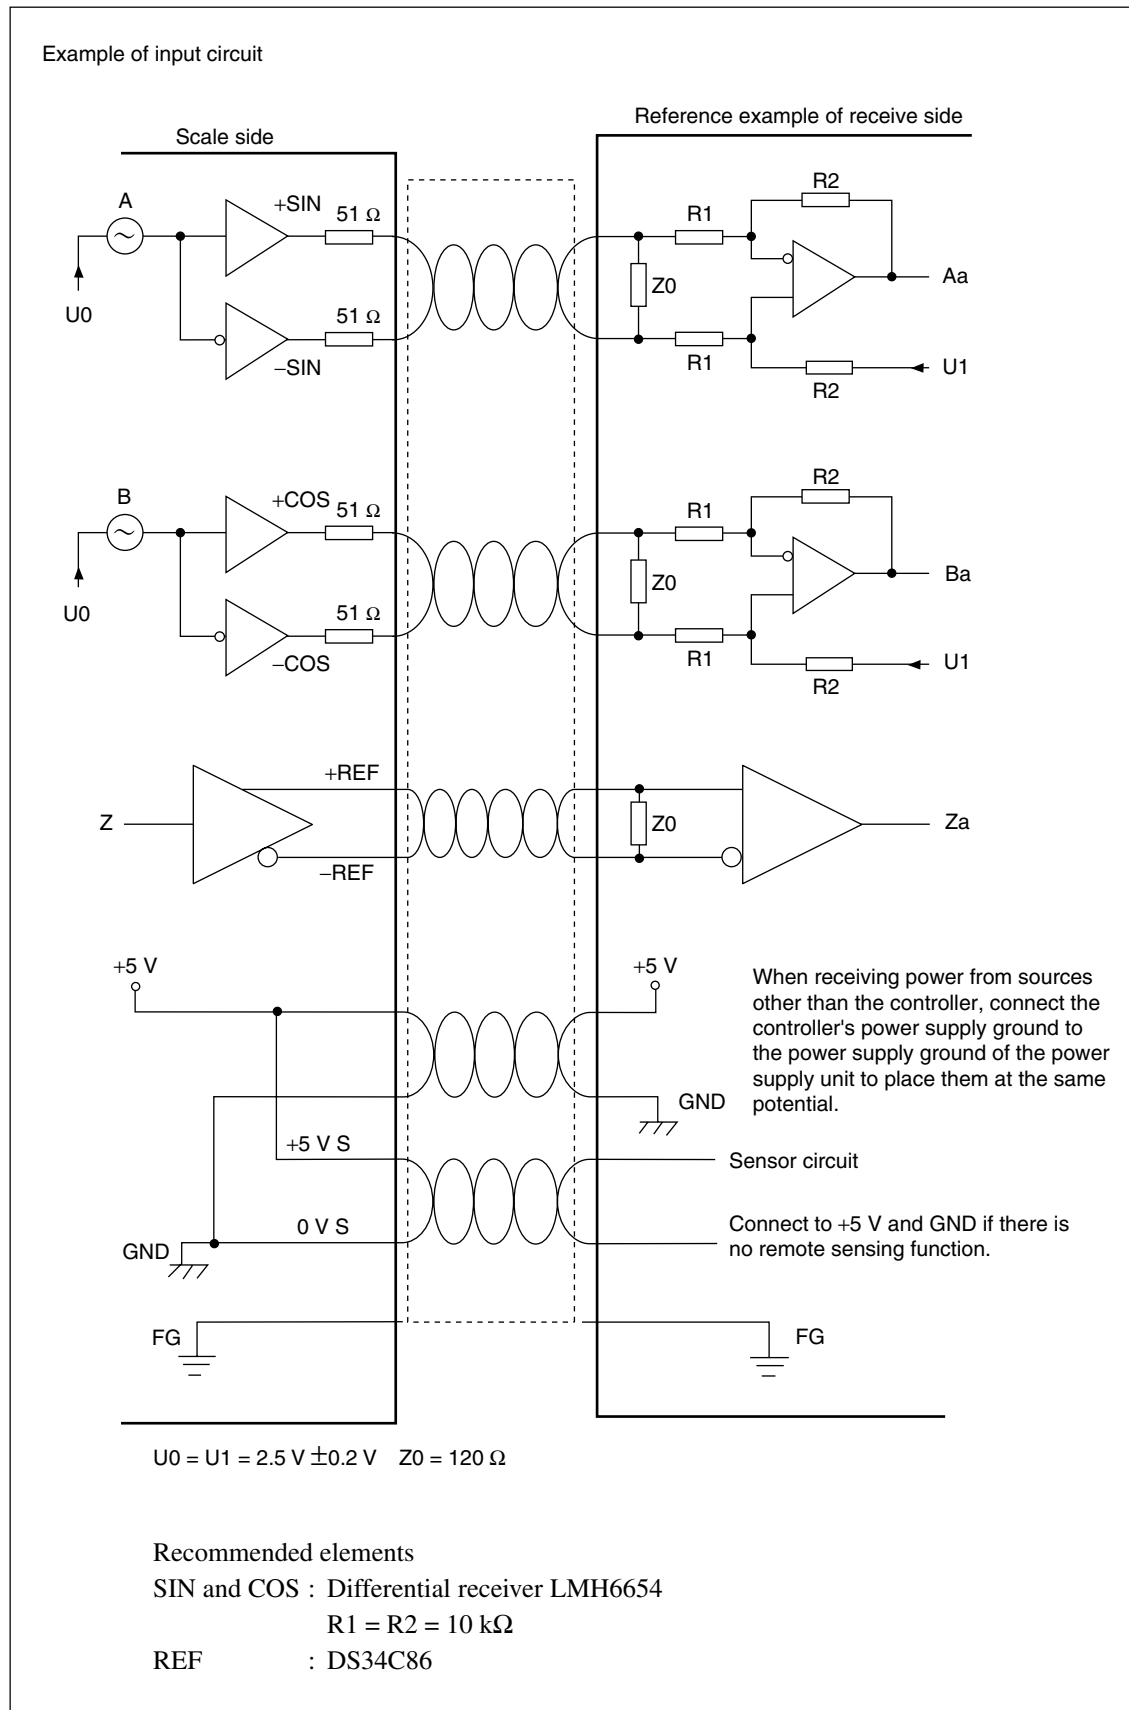 Example of input circuit
Scale side
Reference example of receive side
A
+SIN
51 Ω
U0
51 Ω
−SIN
R2
R1
Z0
Aa
R1
R2
U1
B
+COS
51 Ω
U0
51 Ω
−COS
R2
R1
Z0
Ba
R1
R2
U1
Z
+REF
−REF
Z0
Za
+5 V
+5 V
GND
When receiving power from sources
other than the controller, connect the
controller's power supply ground to
the power supply ground of the power
supply unit to place them at the same
potential.
+5 V S
Sensor circuit
0 V S
GND
Connect to +5 V and GND if there is
no remote sensing function.
FG
FG
U0 = U1 = 2.5 V ±0.2 V Z0 = 120 Ω
Recommended elements
SIN and COS : Differential receiver LMH6654
R1 = R2 = 10 kΩ
REF : DS34C86